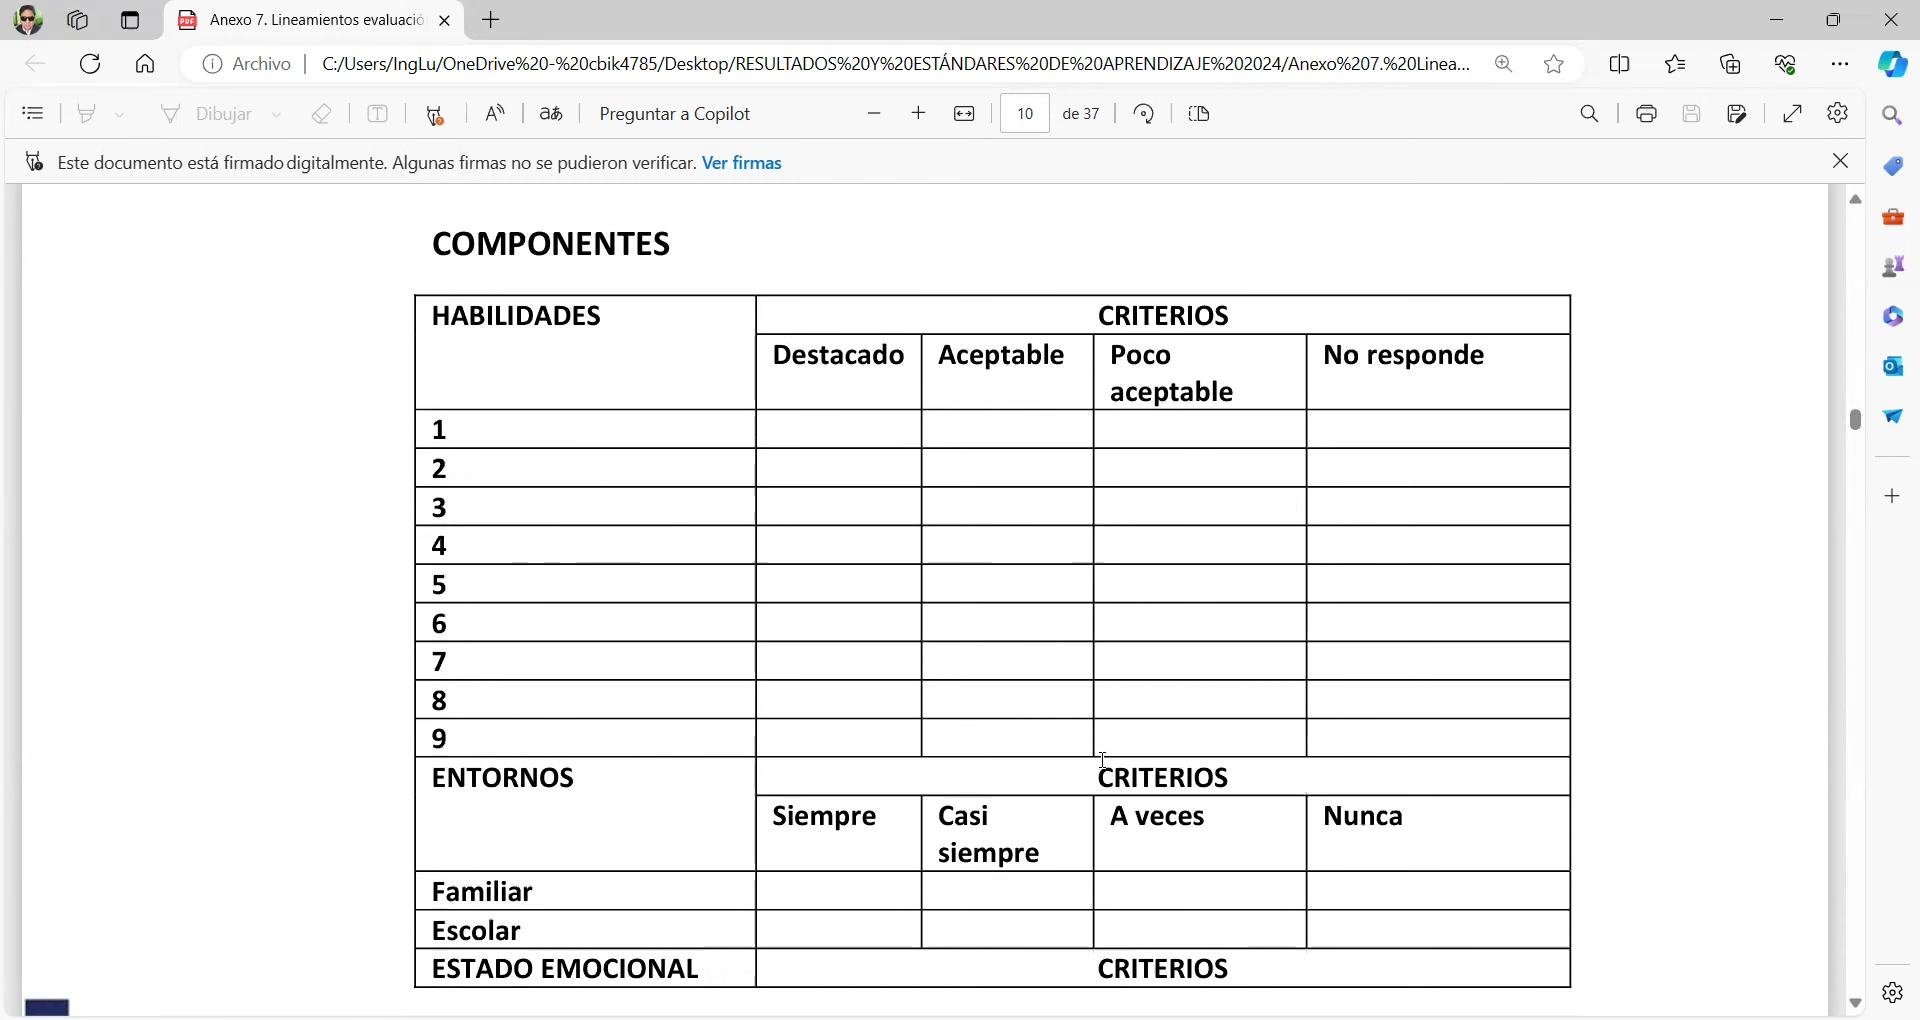 Anexo 7. Lineamientos evaluació
Archivo
C:/Users/IngLu/OneDrive%20-%20cbik4785/Desktop/RESULTADOS%20Y%20ESTÁNDARES%20DE%20APRENDIZAJE%202024/Anexo%207.%20Linea...
Dibujar
Preguntar a Copilot
10 de 37
Este documento está firmado digitalmente. Algunas firmas no se pudieron verificar. Ver firmas
COMPONENTES
HABILIDADES CRITERIOS
Destacado Aceptable Poco aceptable No responde
1
2
3
4
5
6
7
8
9
ENTORNOS CRITERIOS
Siempre Casi siempre A veces Nunca
Familiar
Escolar
ESTADO EMOCIONAL CRITERIOS